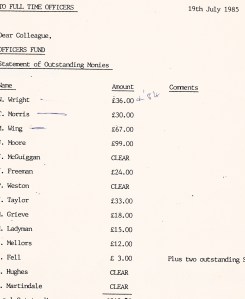 TO FULL TIME OFFICERS 19th July 1985
Dear Colleague,
OFFICERS FUND
Statement of Outstanding Monies
Name Amount Comments
. Wright £36.00 + '84
. Morris £30.00
. Wing £67.00
. Moore £99.00
. McGuiggan CLEAR
. Freeman £24.00
. Weston CLEAR
. Taylor £33.00
. Grieve £18.00
. Ladyman £15.00
. Mellors £12.00
. Fell £ 3.00 Plus two outstanding
. Hughes CLEAR
. Martindale CLEAR